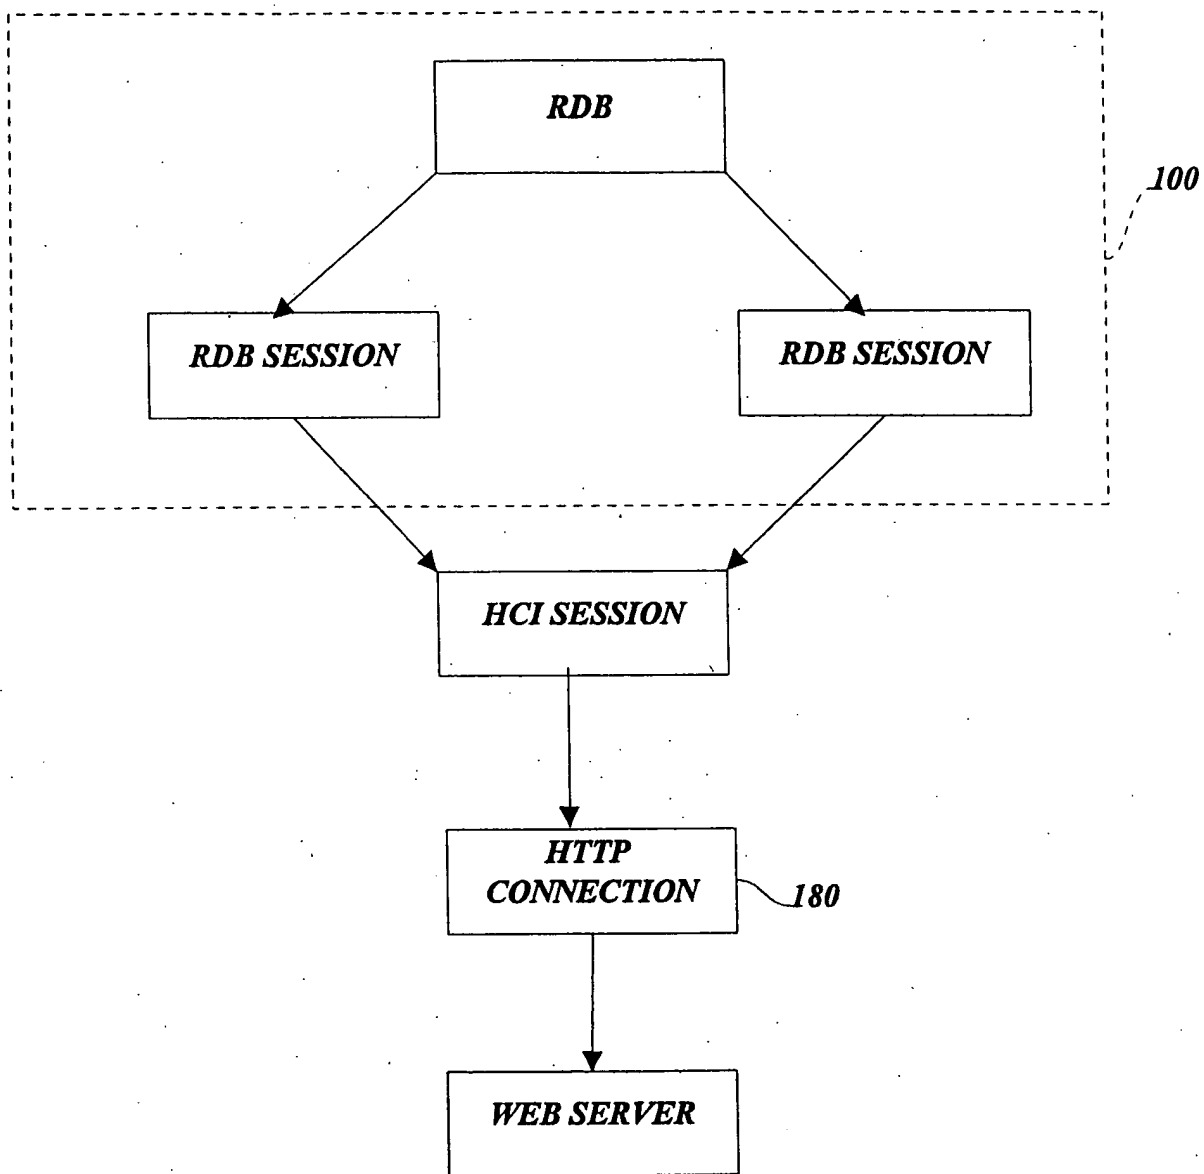 RDB
100
RDB SESSION
RDB SESSION
HCI SESSION
HTTP
CONNECTION
180
WEB SERVER